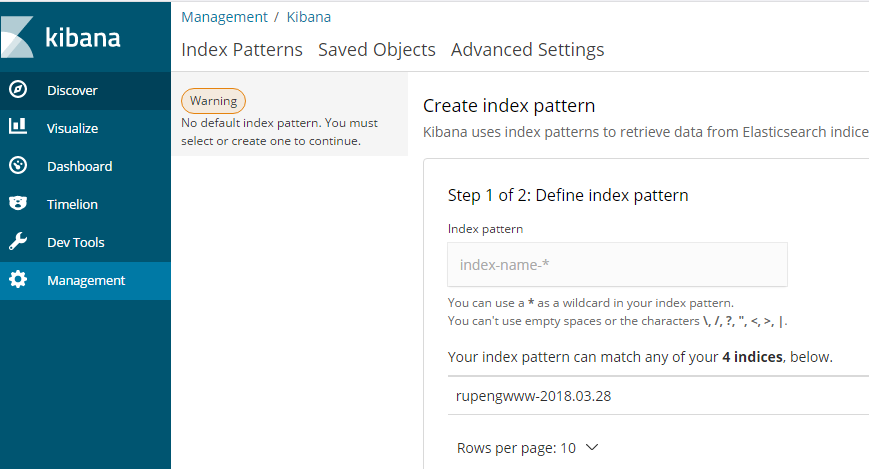 Management / Kibana
kibana
Index Patterns Saved Objects Advanced Settings
Discover
Visualize
Dashboard
Timelion
Dev Tools
Management
Warning
No default index pattern. You must
select or create one to continue.
Create index pattern
Kibana uses index patterns to retrieve data from Elasticsearch indice
Step 1 of 2: Define index pattern
Index pattern
index-name-*
You can use a * as a wildcard in your index pattern.
You can't use empty spaces or the characters \, /, ?, ", <, >, |.
Your index pattern can match any of your 4 indices, below.
rupengwww-2018.03.28
Rows per page: 10